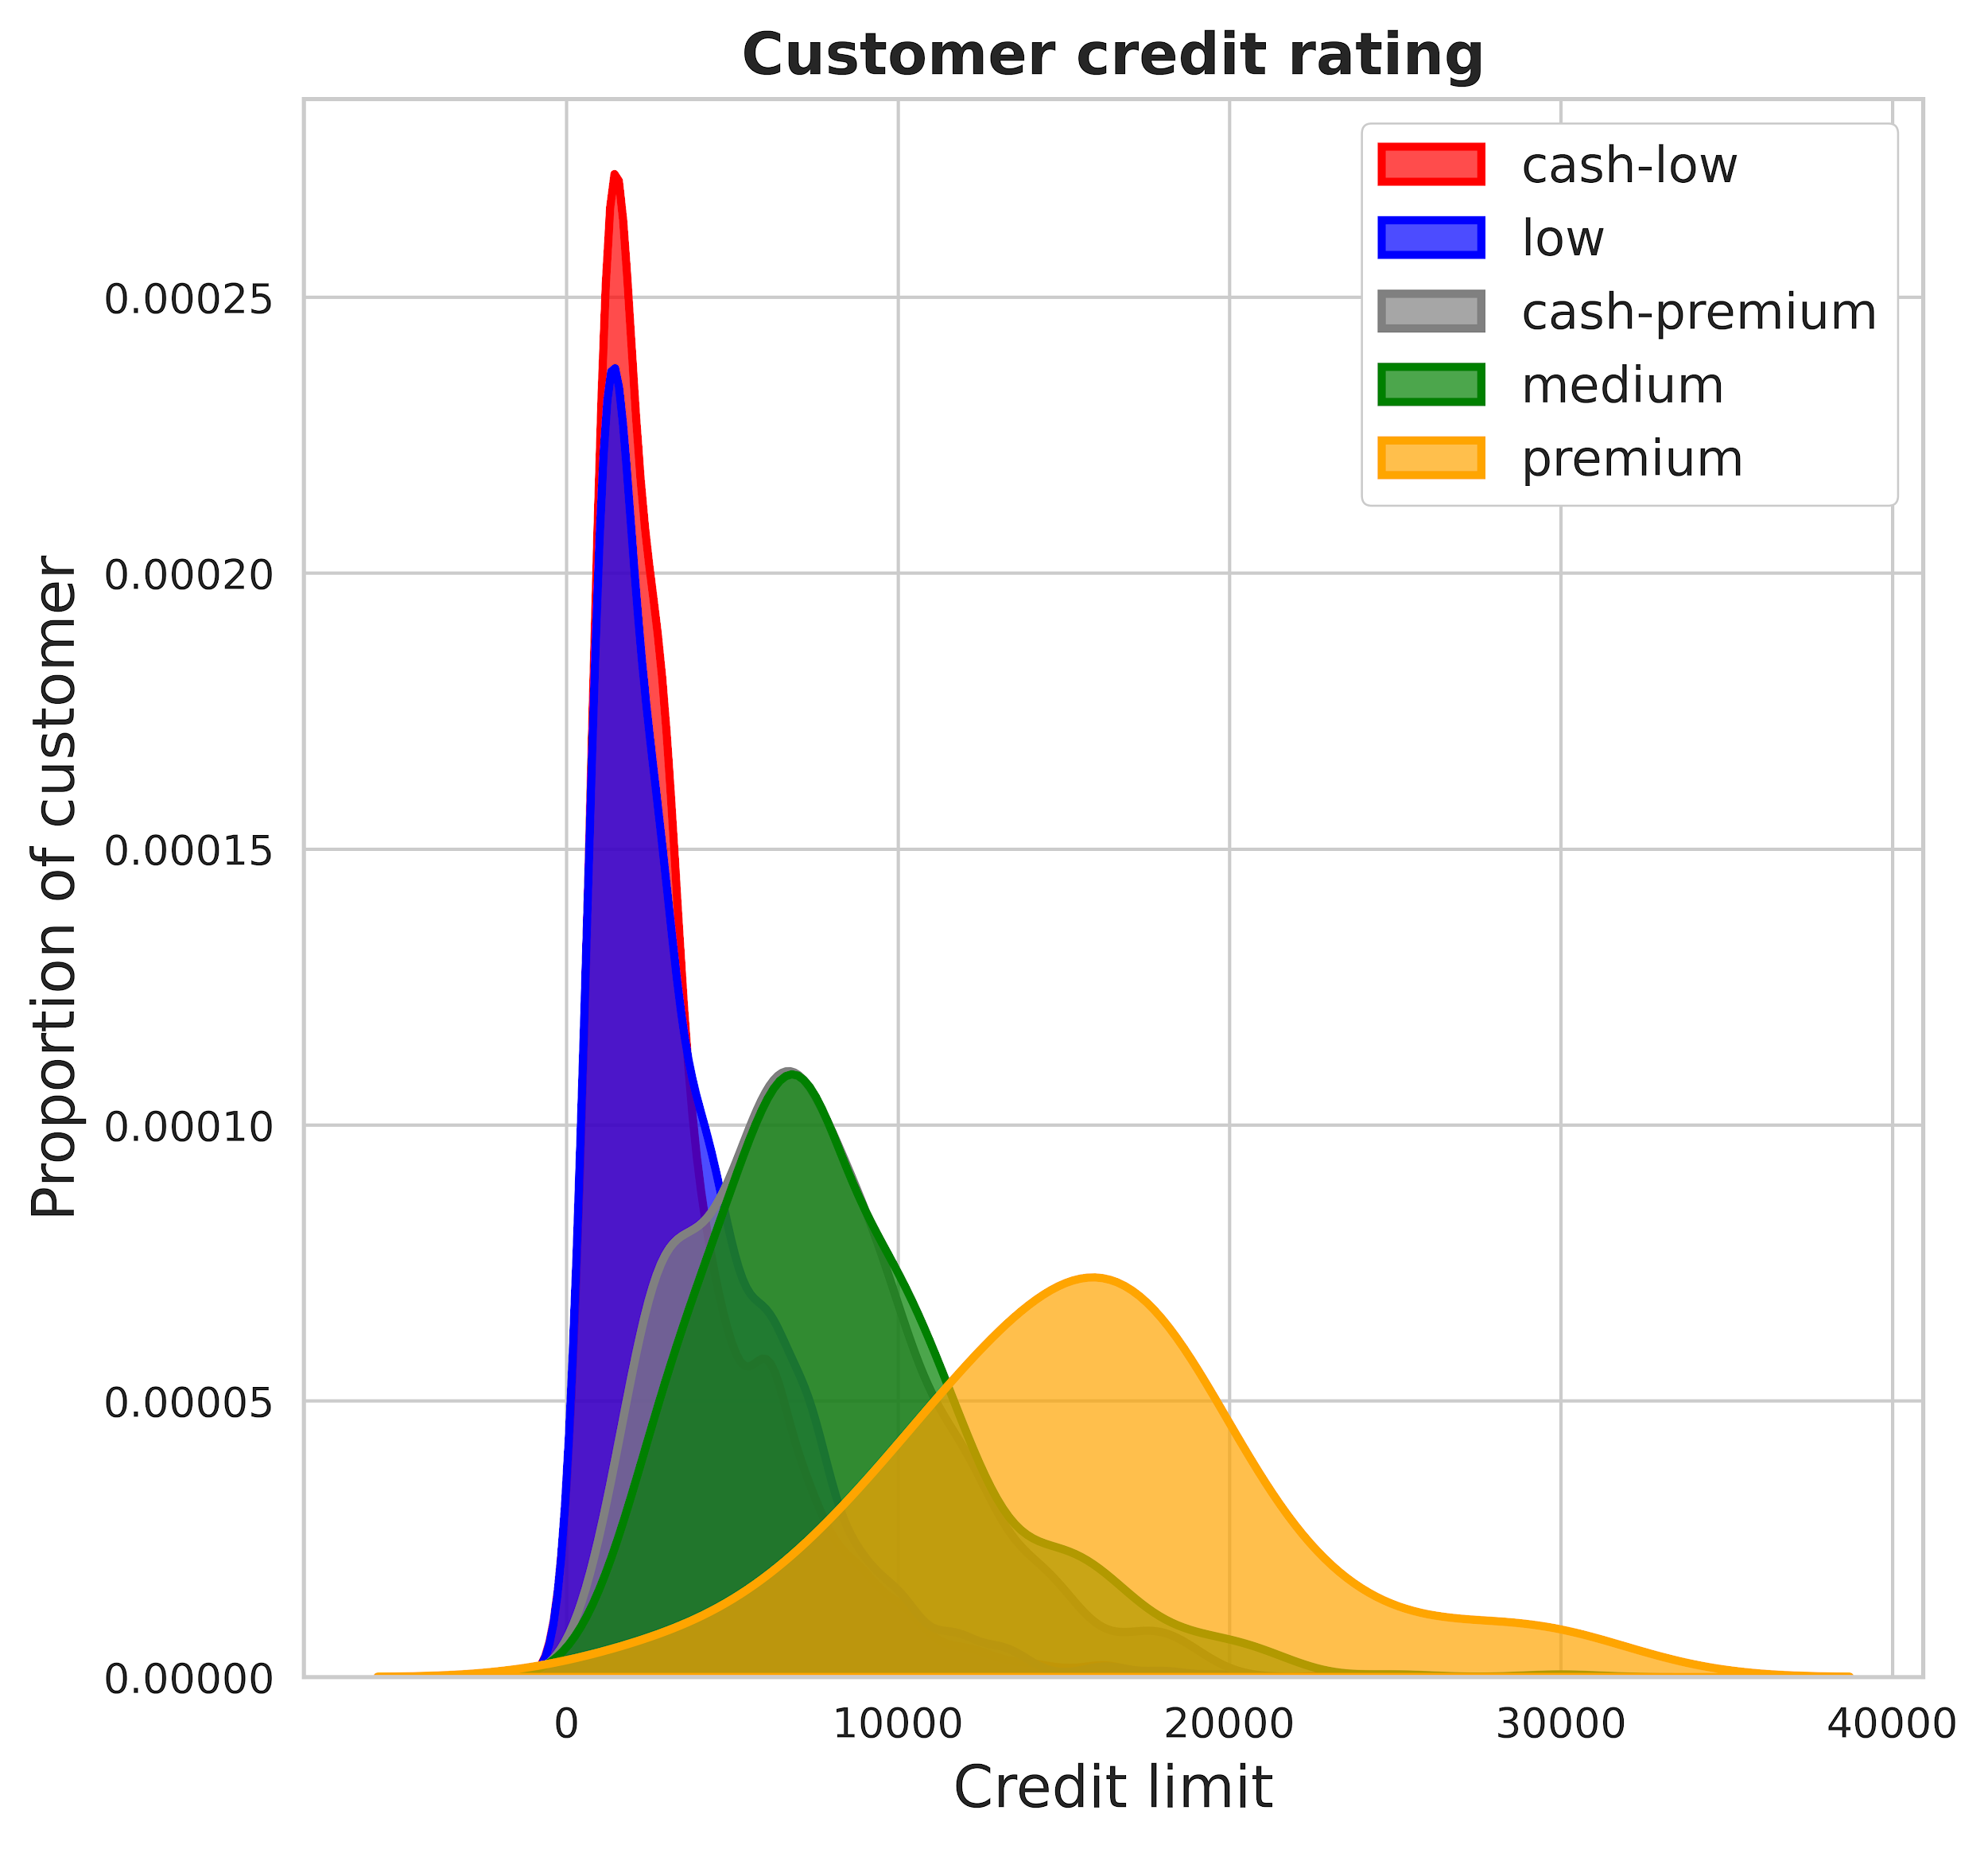 Customer credit rating
cash-low
low
cash-premium
medium
premium
Proportion of customer
0.00025
0.00020
0.00015
0.00010
0.00005
0.00000
0 10000 20000 30000 40000
Credit limit